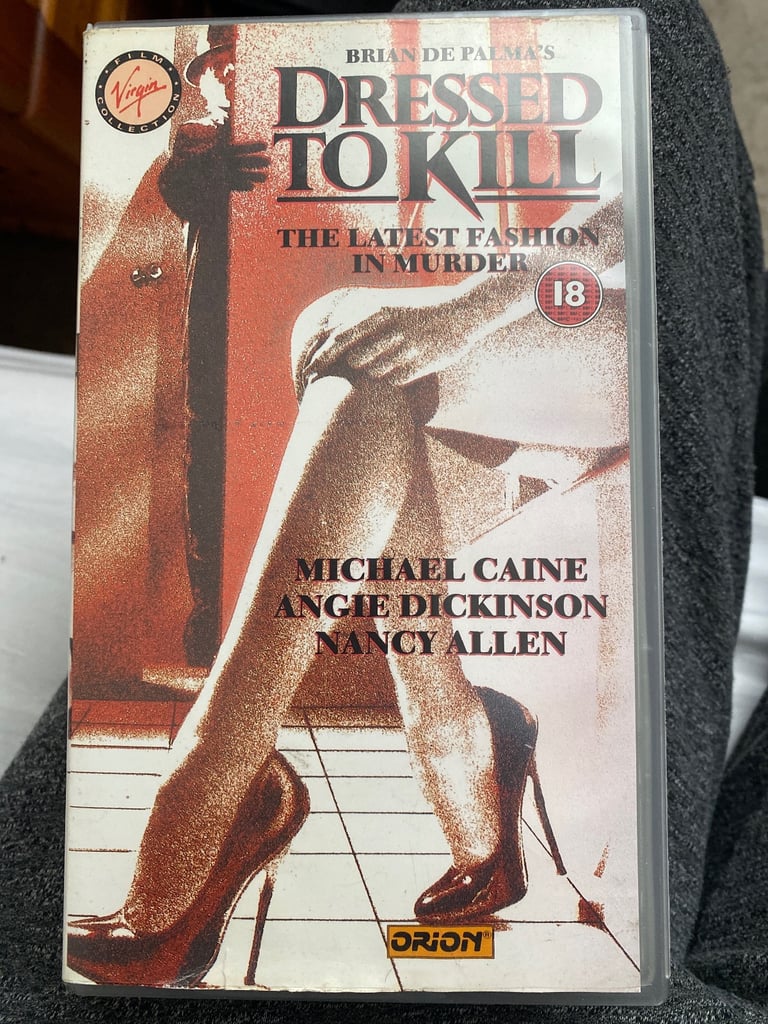 FILM
Virgin
COLLECTION
BRIAN DE PALMA'S
DRESSED
TO KILL
THE LATEST FASHION
IN MURDER
18
MICHAEL CAINE
ANGIE DICKINSON
NANCY ALLEN
ORION®